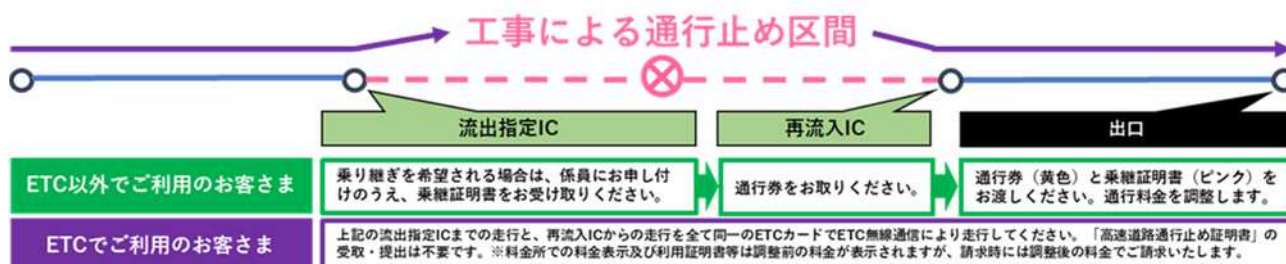 工事による通行止め区間
流出指定IC
再流入IC
出口
ETC以外でご利用のお客さま
乗り継ぎを希望される場合は、係員にお申し付
けのうえ、乗継証明書をお受け取りください。
通行券をお取りください。
通行券（黄色）と乗継証明書（ピンク）を
お渡しください。通行料金を調整します。
ETCでご利用のお客さま
上記の流出指定ICまでの走行と、再流入ICからの走行を全て同一のETCカードでETC無線通信により走行してください。「高速道路通行止め証明書」の
受取・提出は不要です。※料金所での料金表示及び利用証明書等は調整前の料金が表示されますが、請求時には調整後の料金でご請求いたします。